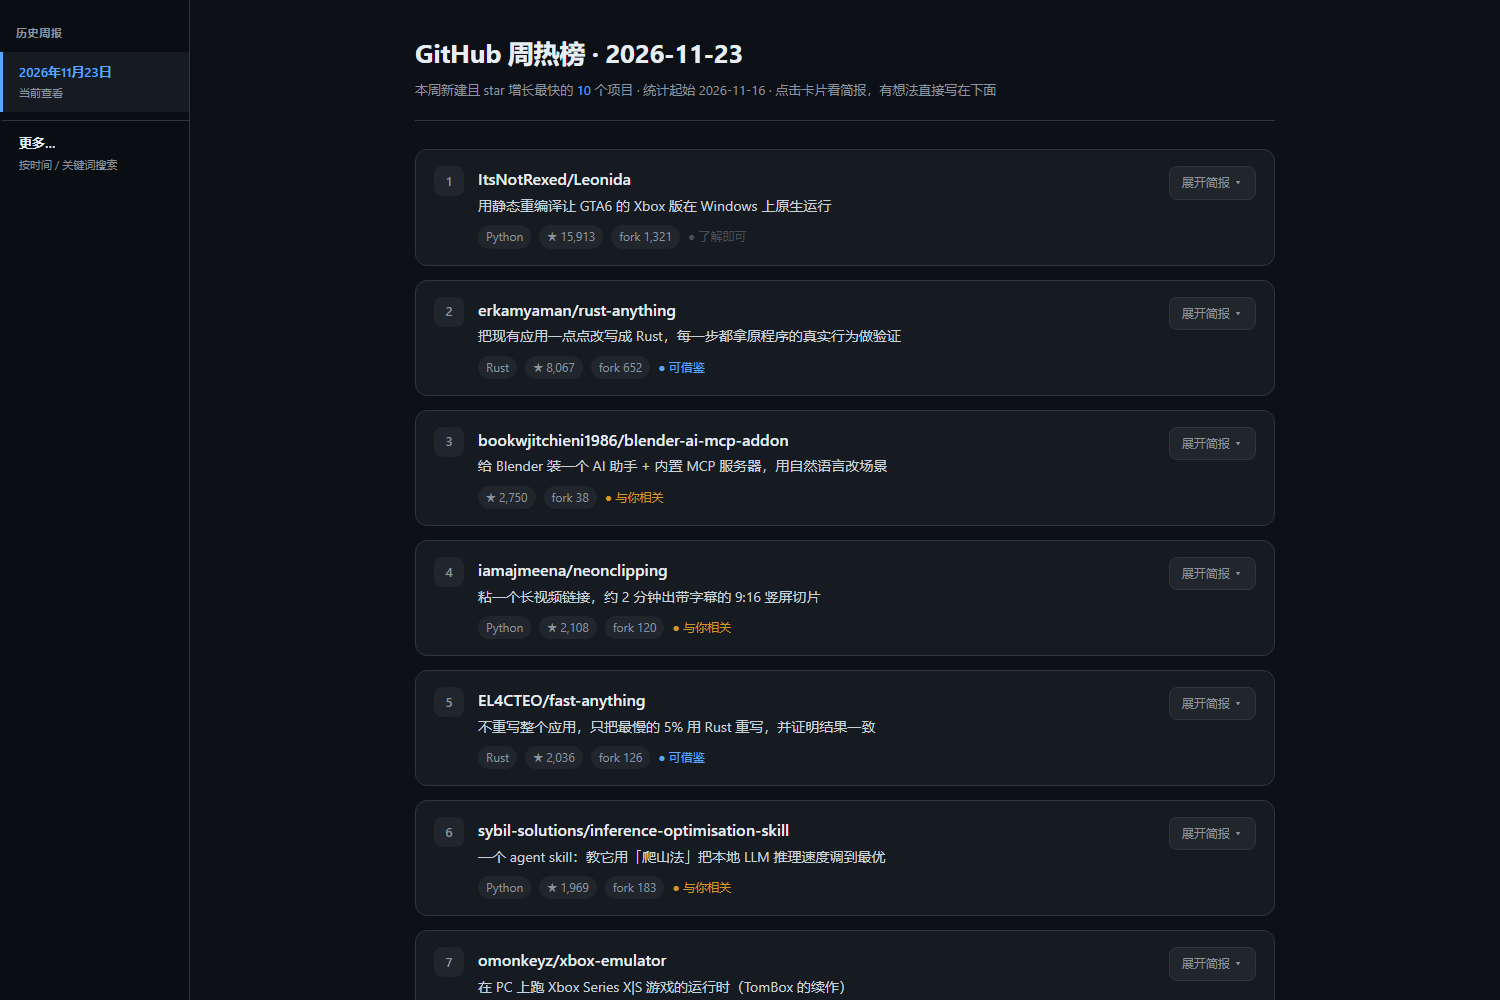 历史周报
2026年11月23日
当前查看
更多...
按时间 / 关键词搜索
GitHub 周热榜 · 2026-11-23
本周新建且 star 增长最快的 10 个项目 · 统计起始 2026-11-16 · 点击卡片看简报，有想法直接写在下面
1
ItsNotRexed/Leonida
展开简报 ▾
用静态重编译让 GTA6 的 Xbox 版在 Windows 上原生运行
Python ★ 15,913 fork 1,321 ● 了解即可
2
erkamyaman/rust-anything
展开简报 ▾
把现有应用一点点改写成 Rust，每一步都拿原程序的真实行为做验证
Rust ★ 8,067 fork 652 ● 可借鉴
3
bookwjitchieni1986/blender-ai-mcp-addon
展开简报 ▾
给 Blender 装一个 AI 助手 + 内置 MCP 服务器，用自然语言改场景
★ 2,750 fork 38 ● 与你相关
4
iamajmeena/neonclipping
展开简报 ▾
粘一个长视频链接，约 2 分钟出带字幕的 9:16 竖屏切片
Python ★ 2,108 fork 120 ● 与你相关
5
EL4CTEO/fast-anything
展开简报 ▾
不重写整个应用，只把最慢的 5% 用 Rust 重写，并证明结果一致
Rust ★ 2,036 fork 126 ● 可借鉴
6
sybil-solutions/inference-optimisation-skill
展开简报 ▾
一个 agent skill：教它用「爬山法」把本地 LLM 推理速度调到最优
Python ★ 1,969 fork 183 ● 与你相关
7
omonkeyz/xbox-emulator
展开简报 ▾
在 PC 上跑 Xbox Series X|S 游戏的运行时（TomBox 的续作）